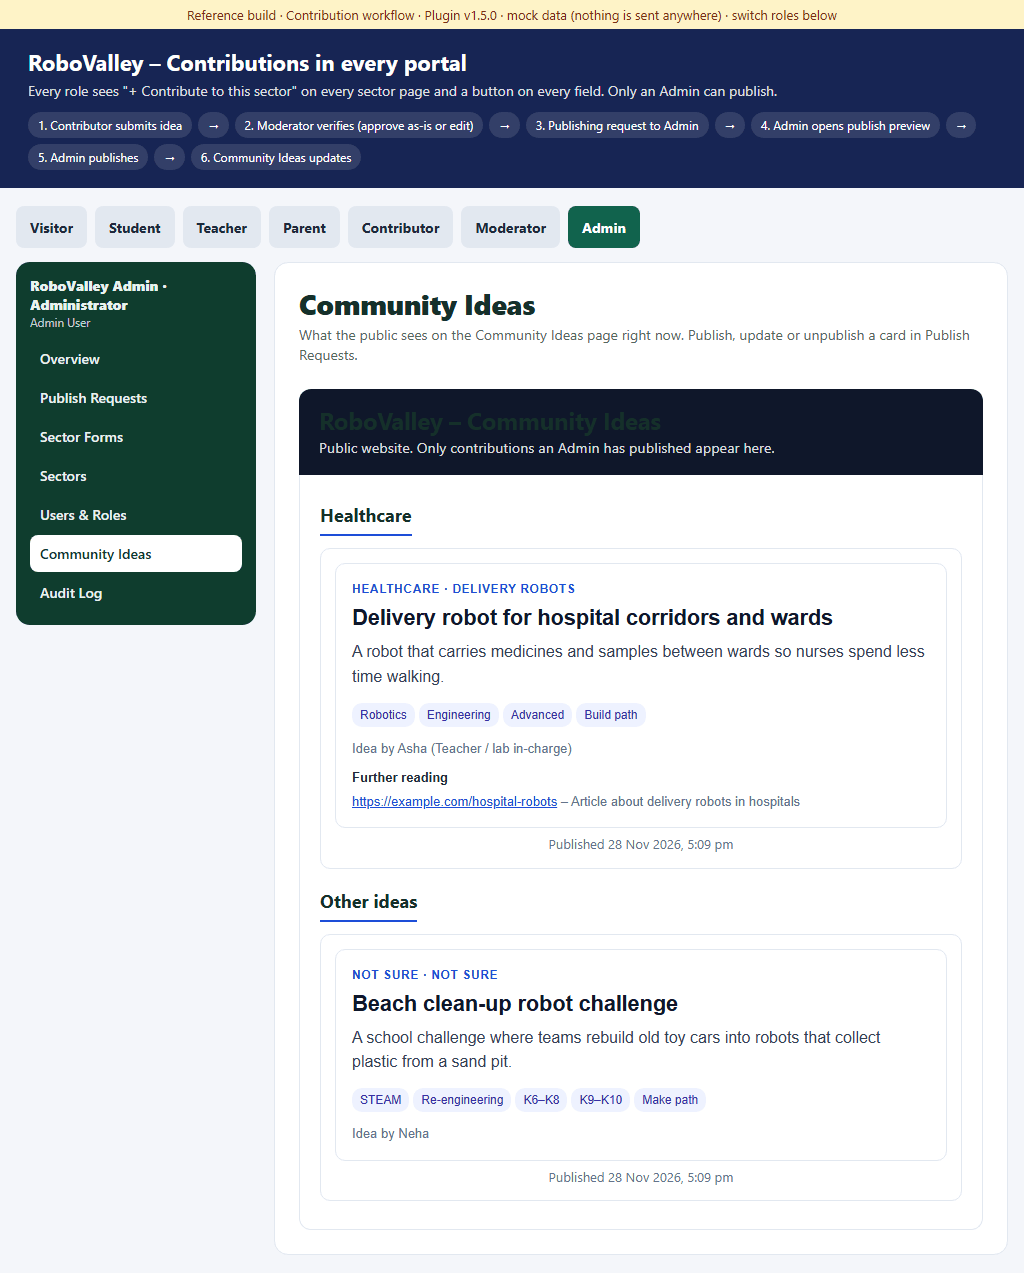 Reference build · Contribution workflow · Plugin v1.5.0 · mock data (nothing is sent anywhere) · switch roles below
RoboValley – Contributions in every portal
Every role sees "+ Contribute to this sector" on every sector page and a button on every field. Only an Admin can publish.
1. Contributor submits idea → 2. Moderator verifies (approve as-is or edit) → 3. Publishing request to Admin → 4. Admin opens publish preview →
5. Admin publishes → 6. Community Ideas updates
Visitor Student Teacher Parent Contributor Moderator Admin
RoboValley Admin ·
Administrator
Admin User
Overview
Publish Requests
Sector Forms
Sectors
Users & Roles
Community Ideas
Audit Log
Community Ideas
What the public sees on the Community Ideas page right now. Publish, update or unpublish a card in Publish
Requests.
RoboValley – Community Ideas
Public website. Only contributions an Admin has published appear here.
Healthcare
HEALTHCARE · DELIVERY ROBOTS
Delivery robot for hospital corridors and wards
A robot that carries medicines and samples between wards so nurses spend less
time walking.
Robotics Engineering Advanced Build path
Idea by Asha (Teacher / lab in-charge)
Further reading
https://example.com/hospital-robots – Article about delivery robots in hospitals
Published 28 Nov 2026, 5:09 pm
Other ideas
NOT SURE · NOT SURE
Beach clean-up robot challenge
A school challenge where teams rebuild old toy cars into robots that collect
plastic from a sand pit.
STEAM Re-engineering K6–K8 K9–K10 Make path
Idea by Neha
Published 28 Nov 2026, 5:09 pm